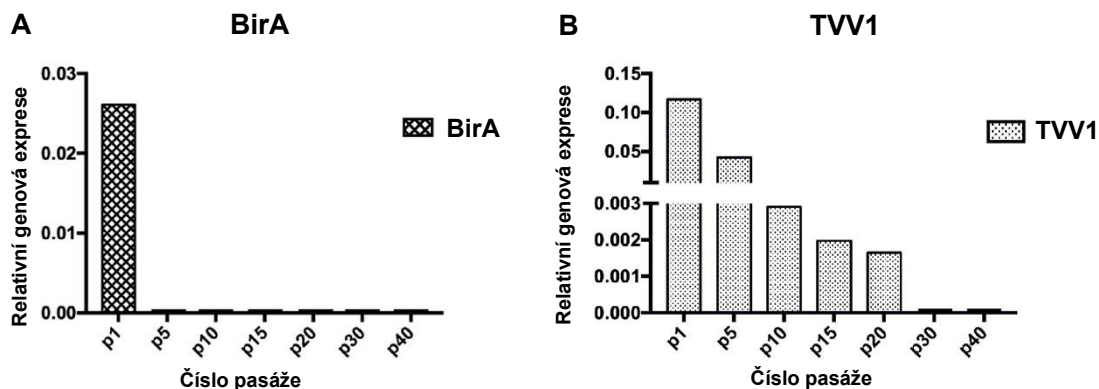 A
BirA
Relativní genová exprese
0.03
0.02
0.01
0.00
p1
p5
p10
p15
p20
p30
p40
Číslo pasáže
BirA
B
TVV1
Relativní genová exprese
0.15
0.10
0.05
0.003
0.002
0.001
0.000
p1
p5
p10
p15
p20
p30
p40
Číslo pasáže
TVV1